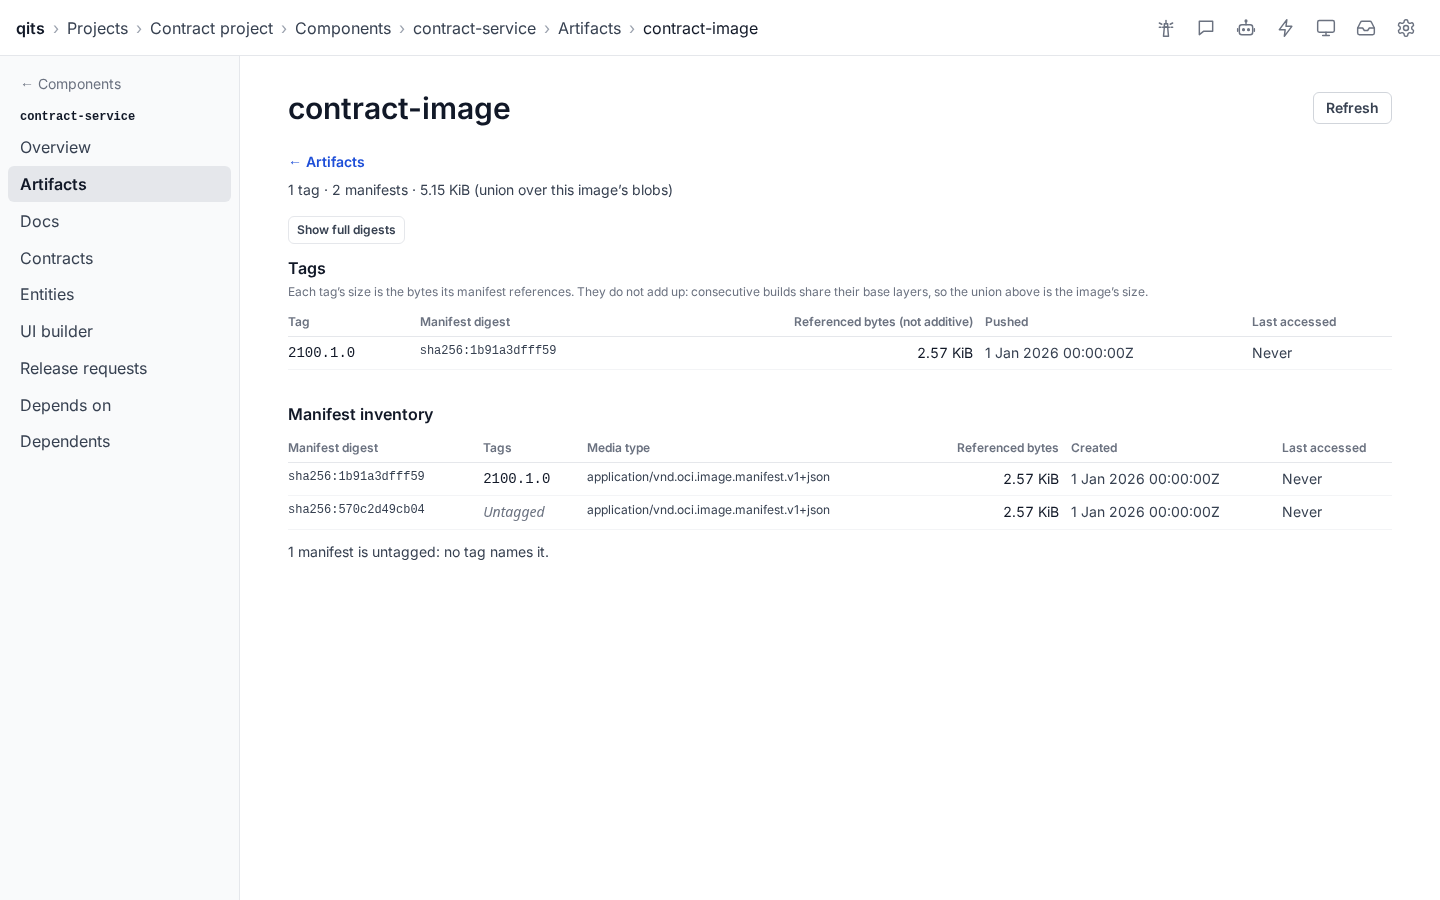 qits › Projects › Contract project › Components › contract-service › Artifacts › contract-image
← Components
contract-service
Overview
Artifacts
Docs
Contracts
Entities
UI builder
Release requests
Depends on
Dependents
contract-image
Refresh
← Artifacts
1 tag · 2 manifests · 5.15 KiB (union over this image’s blobs)
Show full digests
Tags
Each tag’s size is the bytes its manifest references. They do not add up: consecutive builds share their base layers, so the union above is the image’s size.
Tag Manifest digest Referenced bytes (not additive) Pushed Last accessed
2100.1.0 sha256:1b91a3dfff59 2.57 KiB 1 Jan 2026 00:00:00Z Never
Manifest inventory
Manifest digest Tags Media type Referenced bytes Created Last accessed
sha256:1b91a3dfff59 2100.1.0 application/vnd.oci.image.manifest.v1+json 2.57 KiB 1 Jan 2026 00:00:00Z Never
sha256:570c2d49cb04 Untagged application/vnd.oci.image.manifest.v1+json 2.57 KiB 1 Jan 2026 00:00:00Z Never
1 manifest is untagged: no tag names it.